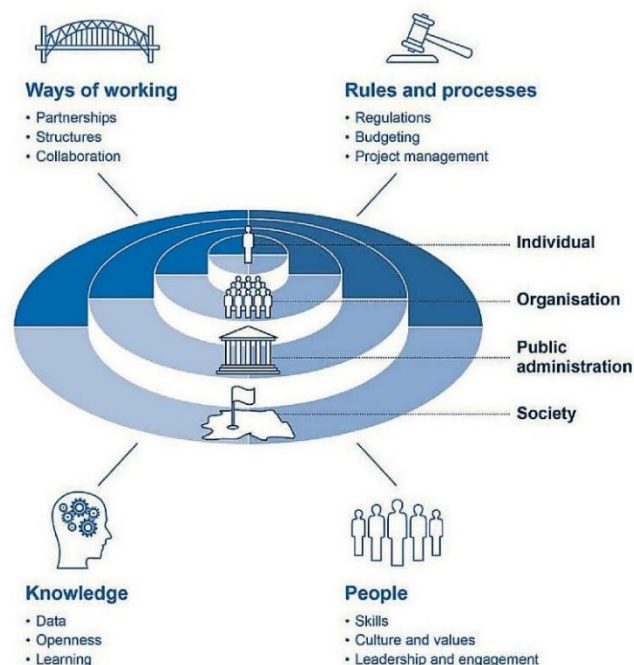 Ways of working
• Partnerships
• Structures
• Collaboration
Rules and processes
• Regulations
• Budgeting
• Project management
Individual
Organisation
Public
administration
Society
Knowledge
• Data
• Openness
• Learning
People
• Skills
• Culture and values
• Leadership and engagement